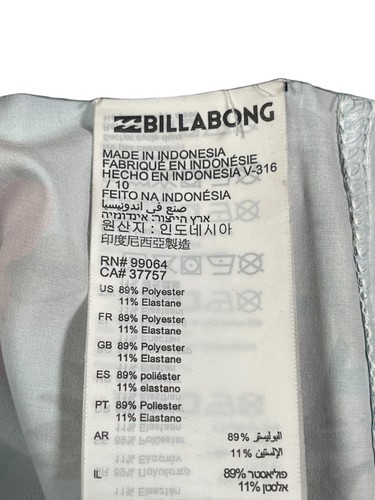 BILLABONG
MADE IN INDONESIA
FABRIQUÉ EN INDONÉSIE
HECHO EN INDONESIA V-316
/ 10
FEITO NA INDONÉSIA
صنع في اندونيسيا
ארץ הייצור: אינדונזיה
원산지 : 인도네시아
印度尼西亞製造
RN# 99064
CA# 37757
US 89% Polyester
11% Elastane
FR 89% Polyester
11% Elastane
GB 89% Polyester
11% Elastane
ES 89% poliéster
11% elastano
PT 89% Poliester
11% Elastano
AR البوليستر 89%
الإلستين 11%
IL פוליאסטר 89%
אלסטן 11%